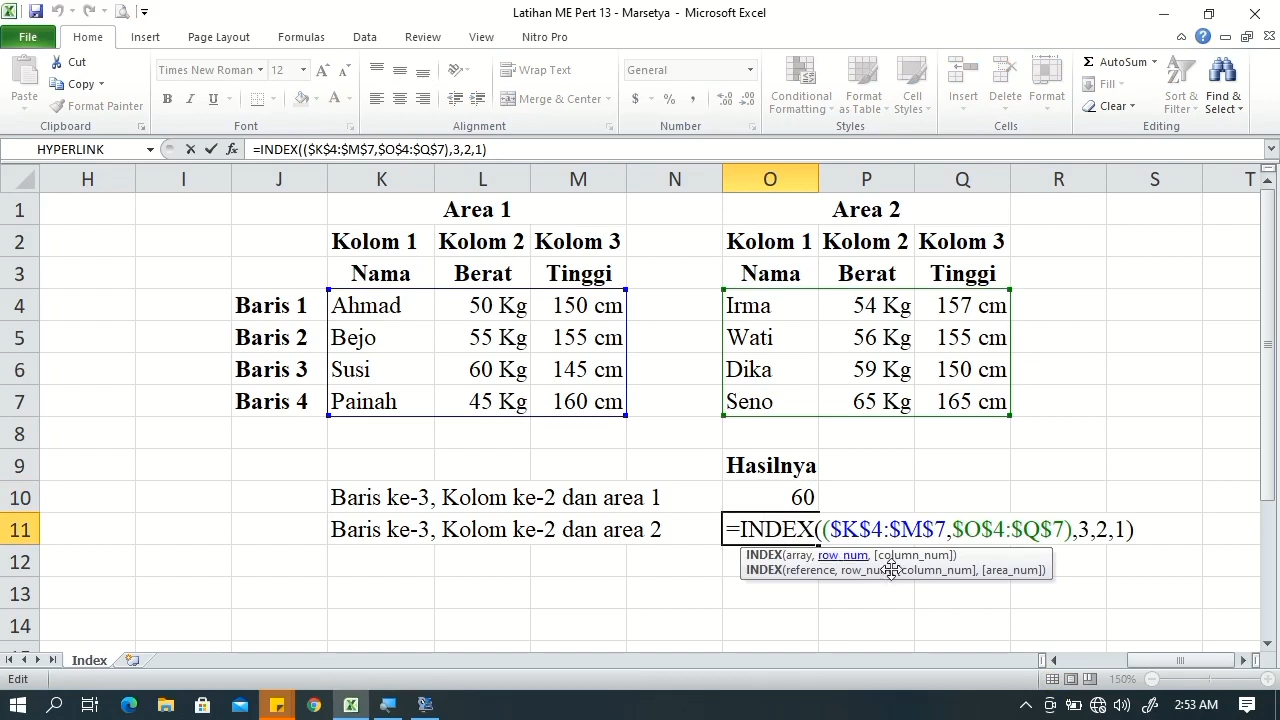 Latihan ME Pert 13 - Marsetya - Microsoft Excel
File Home Insert Page Layout Formulas Data Review View Nitro Pro
Paste Cut Copy Format Painter Clipboard
Times New Roman 12 B I U A A A Font
Wrap Text Merge & Center Alignment
General $ % , Number
Conditional Formatting Format as Table Cell Styles Styles
Insert Delete Format Cells
Σ AutoSum Fill Clear Sort & Filter Find & Select Editing
HYPERLINK fx =INDEX(($K$4:$M$7,$O$4:$Q$7),3,2,1)
H I J K L M N O P Q R S T
1 Area 1 Area 2
2 Kolom 1 Kolom 2 Kolom 3 Kolom 1 Kolom 2 Kolom 3
3 Nama Berat Tinggi Nama Berat Tinggi
4 Baris 1 Ahmad 50 Kg 150 cm Irma 54 Kg 157 cm
5 Baris 2 Bejo 55 Kg 155 cm Wati 56 Kg 155 cm
6 Baris 3 Susi 60 Kg 145 cm Dika 59 Kg 150 cm
7 Baris 4 Painah 45 Kg 160 cm Seno 65 Kg 165 cm
8
9 Hasilnya
10 Baris ke-3, Kolom ke-2 dan area 1 60
11 Baris ke-3, Kolom ke-2 dan area 2 =INDEX(($K$4:$M$7,$O$4:$Q$7),3,2,1)
INDEX(array, row_num, [column_num])
12 INDEX(reference, row_num, [column_num], [area_num])
13
14
Index
Edit 150%
2:53 AM